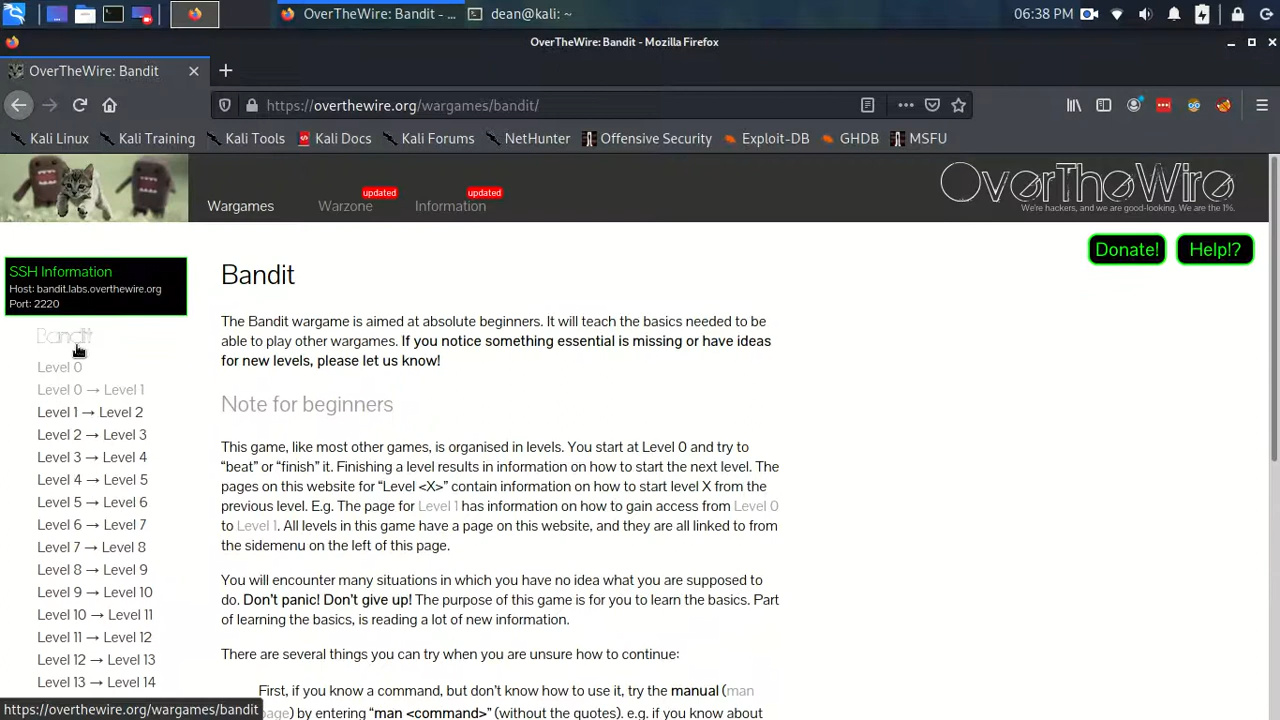 OverTheWire: Bandit - ...
dean@kali: ~
06:38 PM
OverTheWire: Bandit - Mozilla Firefox
OverTheWire: Bandit
https://overthewire.org/wargames/bandit/
Kali Linux
Kali Training
Kali Tools
Kali Docs
Kali Forums
NetHunter
Offensive Security
Exploit-DB
GHDB
MSFU
Wargames
Warzone
updated
Information
updated
OverTheWire
We're hackers, and we are good-looking. We are the 1%.
Donate!
Help!?
SSH Information
Host: bandit.labs.overthewire.org
Port: 2220
Bandit
Level 0
Level 0 → Level 1
Level 1 → Level 2
Level 2 → Level 3
Level 3 → Level 4
Level 4 → Level 5
Level 5 → Level 6
Level 6 → Level 7
Level 7 → Level 8
Level 8 → Level 9
Level 9 → Level 10
Level 10 → Level 11
Level 11 → Level 12
Level 12 → Level 13
Level 13 → Level 14
Bandit
The Bandit wargame is aimed at absolute beginners. It will teach the basics needed to be
able to play other wargames. If you notice something essential is missing or have ideas
for new levels, please let us know!
Note for beginners
This game, like most other games, is organised in levels. You start at Level 0 and try to
“beat” or “finish” it. Finishing a level results in information on how to start the next level. The
pages on this website for “Level <X>” contain information on how to start level X from the
previous level. E.g. The page for Level 1 has information on how to gain access from Level 0
to Level 1. All levels in this game have a page on this website, and they are all linked to from
the sidemenu on the left of this page.
You will encounter many situations in which you have no idea what you are supposed to
do. Don’t panic! Don’t give up! The purpose of this game is for you to learn the basics. Part
of learning the basics, is reading a lot of new information.
There are several things you can try when you are unsure how to continue:
First, if you know a command, but don’t know how to use it, try the manual (man
page) by entering “man <command>” (without the quotes). e.g. if you know about
https://overthewire.org/wargames/bandit